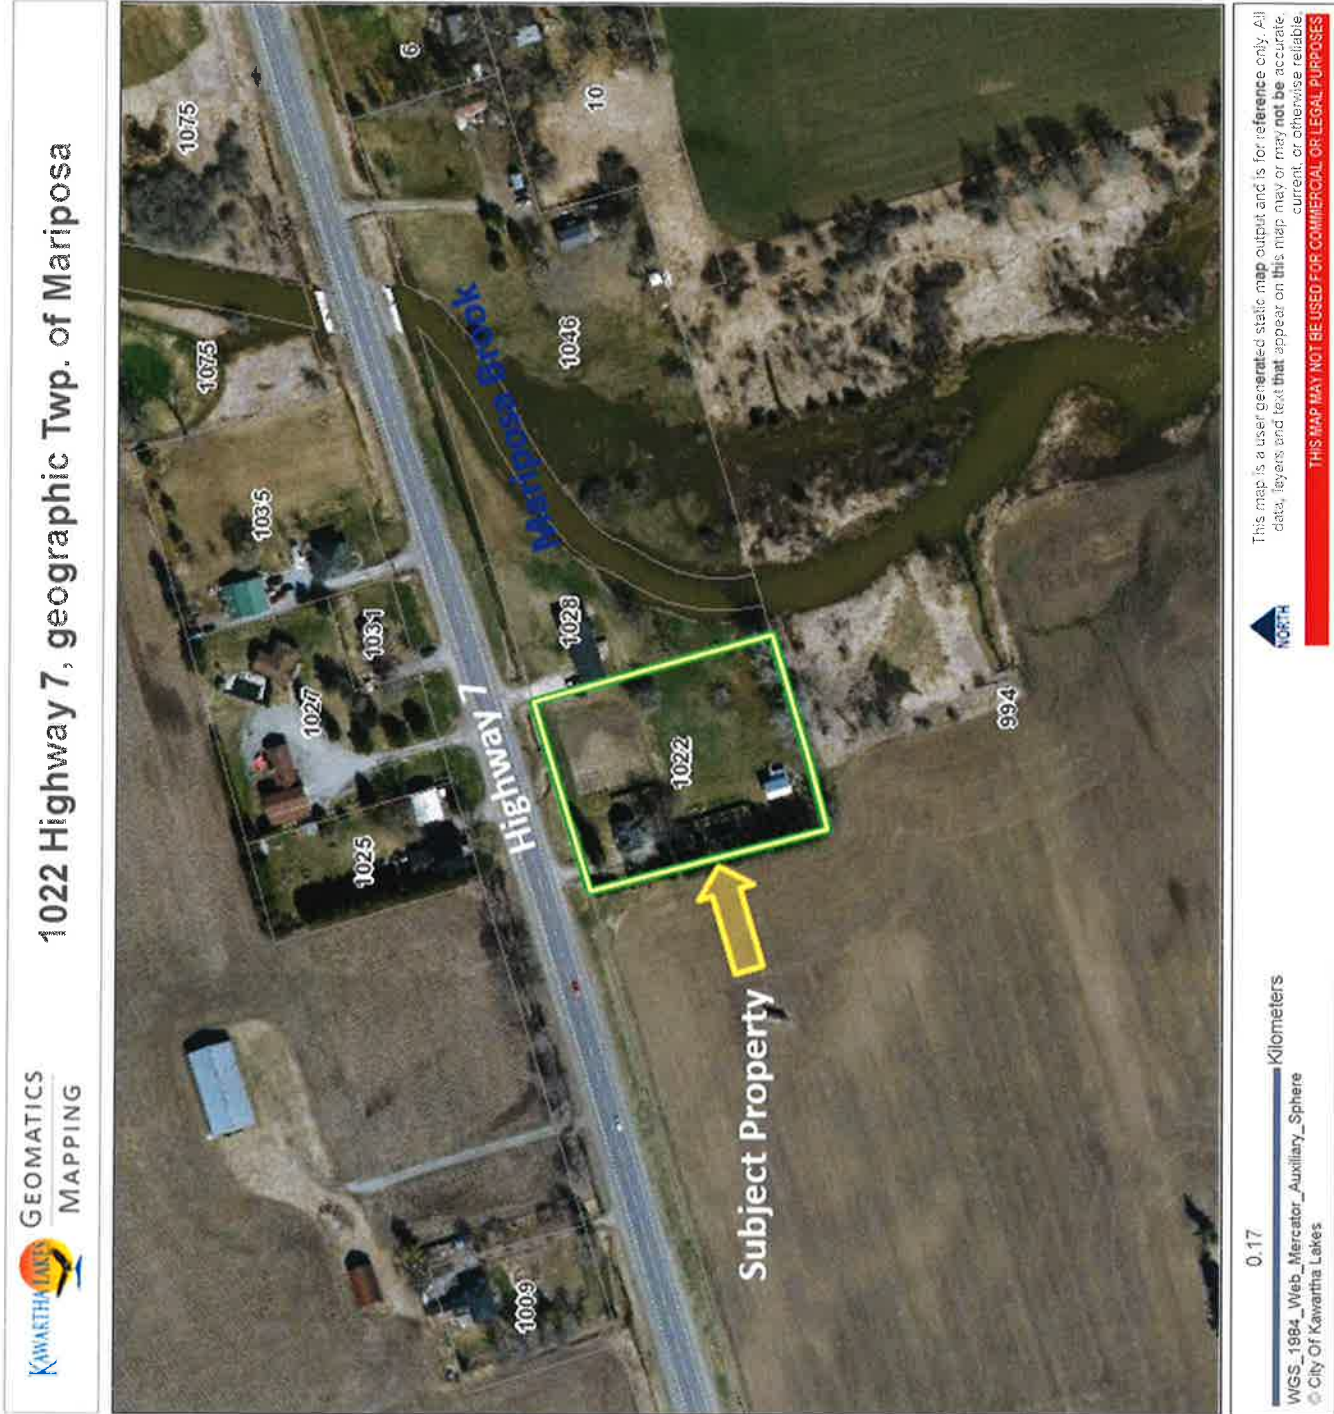 KAWARTHA LAKES
GEOMATICS
MAPPING
1022 Highway 7, geographic Twp. of Mariposa
1075
6
1075
10
1035
1031
1027
1046
Mariposa Brook
1025
Highway 7
1028
1022
994
Subject Property
1009
0.17
Kilometers
WGS_1984_Web_Mercator_Auxiliary_Sphere
© City Of Kawartha Lakes
NORTH
This map is a user generated static map output and is for reference only. All
data, layers and text that appear on this map may or may not be accurate,
current, or otherwise reliable.
THIS MAP MAY NOT BE USED FOR COMMERCIAL OR LEGAL PURPOSES